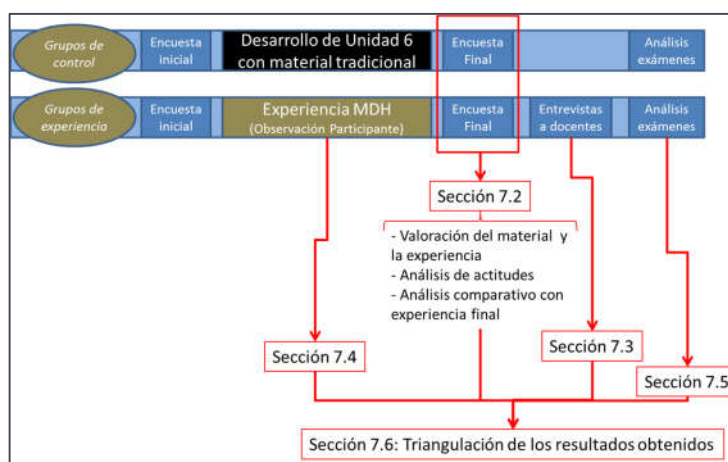 Grupos de
control
Encuesta
inicial
Desarrollo de Unidad 6
con material tradicional
Encuesta
Final
Análisis
exámenes
Grupos de
experiencia
Encuesta
inicial
Experiencia MDH
(Observación Participante)
Encuesta
Final
Entrevistas
a docentes
Análisis
exámenes
Sección 7.2
- Valoración del material y
la experiencia
- Análisis de actitudes
- Análisis comparativo con
experiencia final
Sección 7.4
Sección 7.3
Sección 7.5
Sección 7.6: Triangulación de los resultados obtenidos